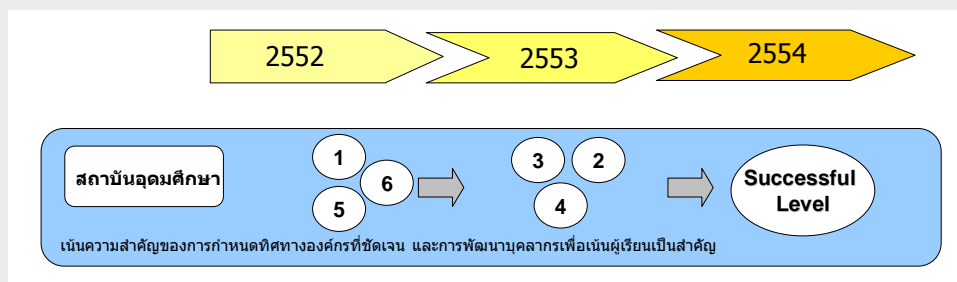 2552
2553
2554
สถาบันอุดมศึกษา
1
6
5
3
2
4
Successful
Level
เน้นความสำคัญของการกำหนดทิศทางองค์กรที่ชัดเจน และการพัฒนาบุคลากรเพื่อเน้นผู้เรียนเป็นสำคัญ